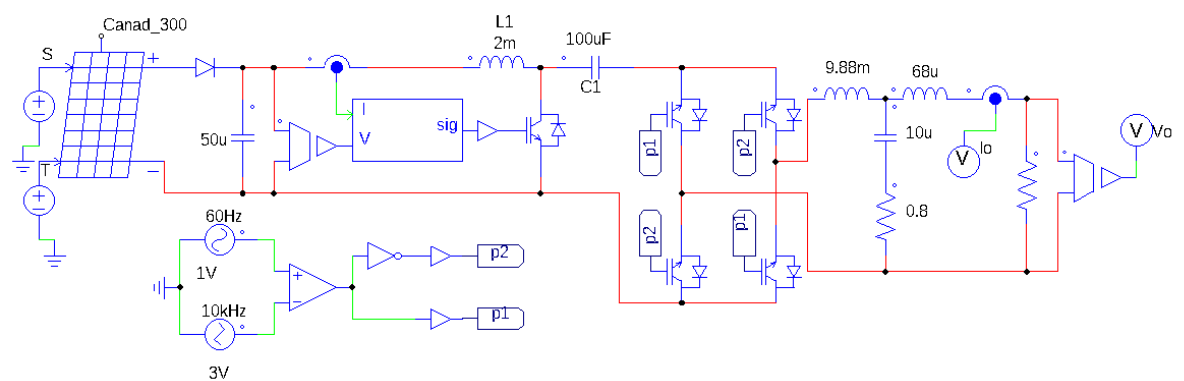 Canad_300
S
+
T
−
50u
I
V
sig
L1
2m
100uF
C1
p1
p2
p2
p1
9.88m
68u
10u
0.8
V
Io
V
Vo
60Hz
1V
10kHz
3V
+
−
p2
p1